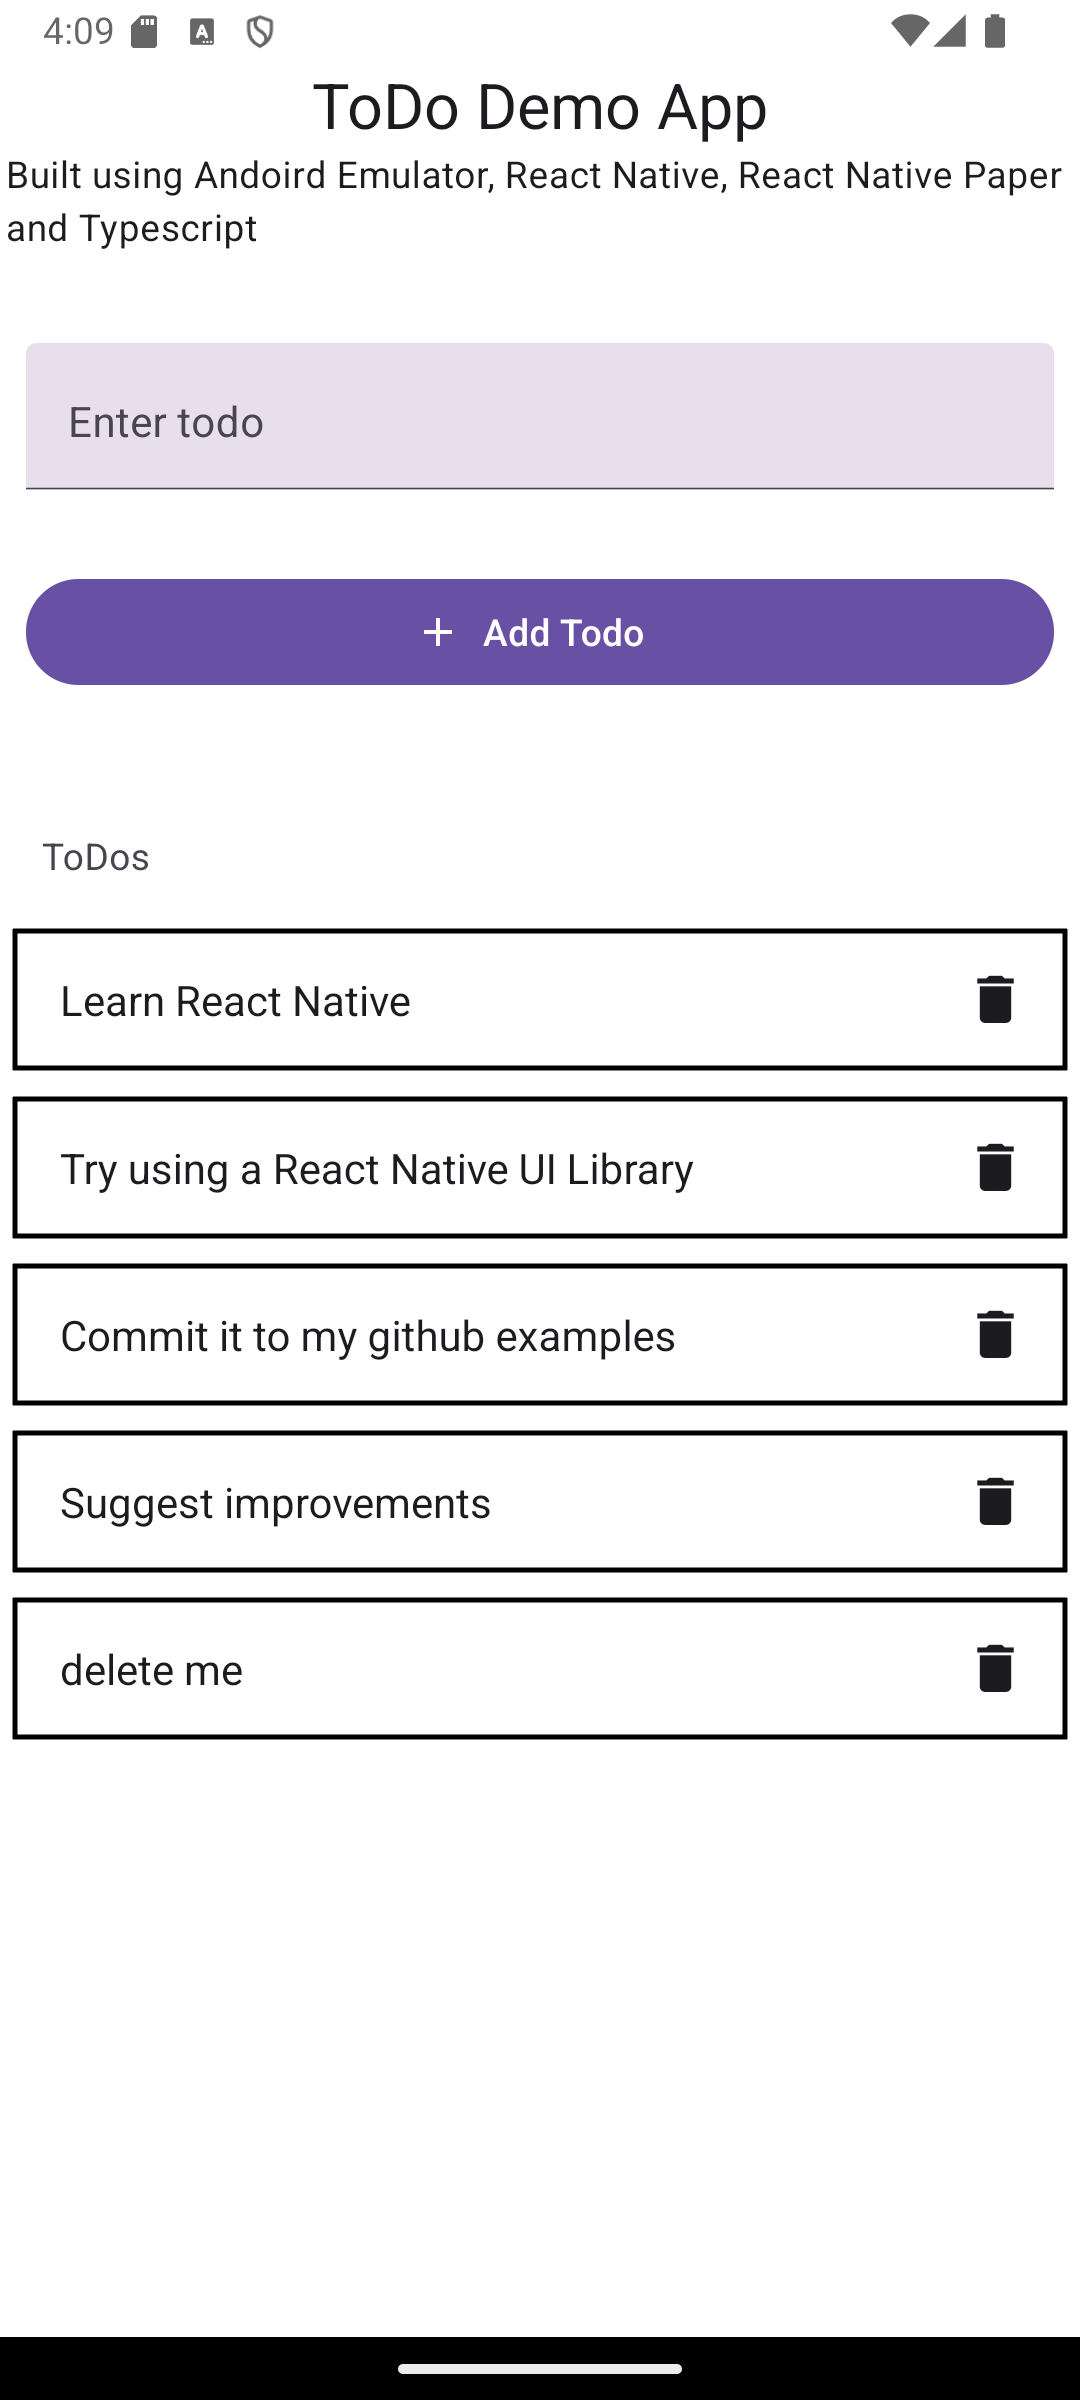 4:09
ToDo Demo App
Built using Andoird Emulator, React Native, React Native Paper
and Typescript
Enter todo
+ Add Todo
ToDos
Learn React Native
Try using a React Native UI Library
Commit it to my github examples
Suggest improvements
delete me